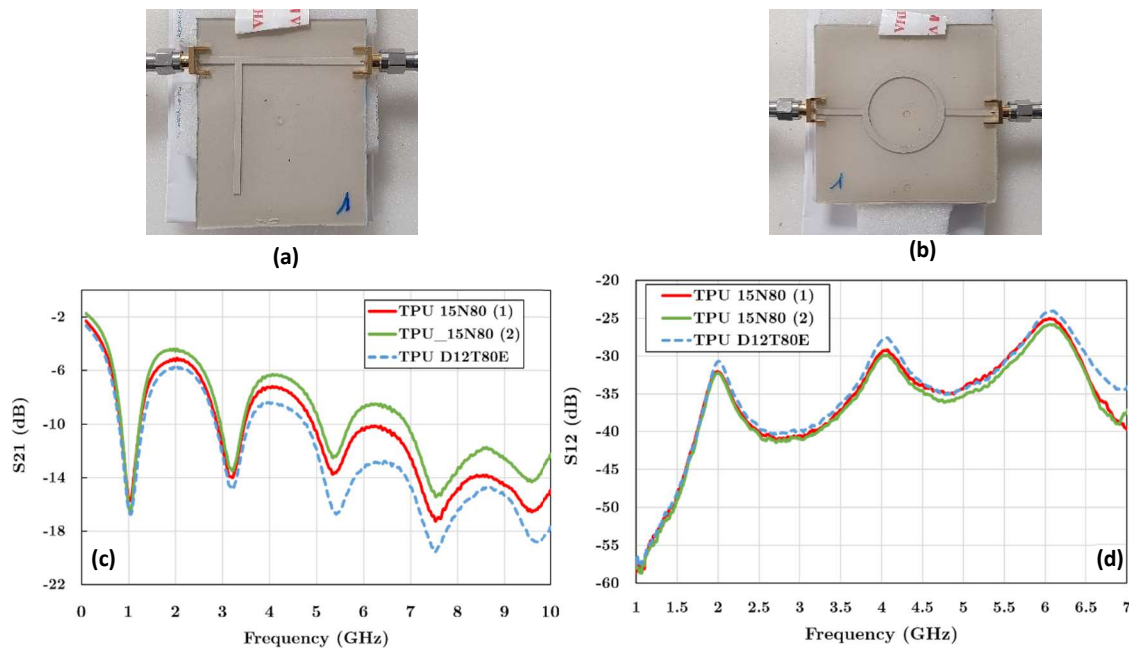 (a)
(b)
S21 (dB)
-2
-6
-10
-14
-18
-22
TPU 15N80 (1)
TPU_15N80 (2)
TPU D12T80E
(c)
0 1 2 3 4 5 6 7 8 9 10
Frequency (GHz)
S12 (dB)
-20
-25
-30
-35
-40
-45
-50
-55
-60
TPU 15N80 (1)
TPU 15N80 (2)
TPU D12T80E
(d)
1 1.5 2 2.5 3 3.5 4 4.5 5 5.5 6 6.5 7
Frequency (GHz)